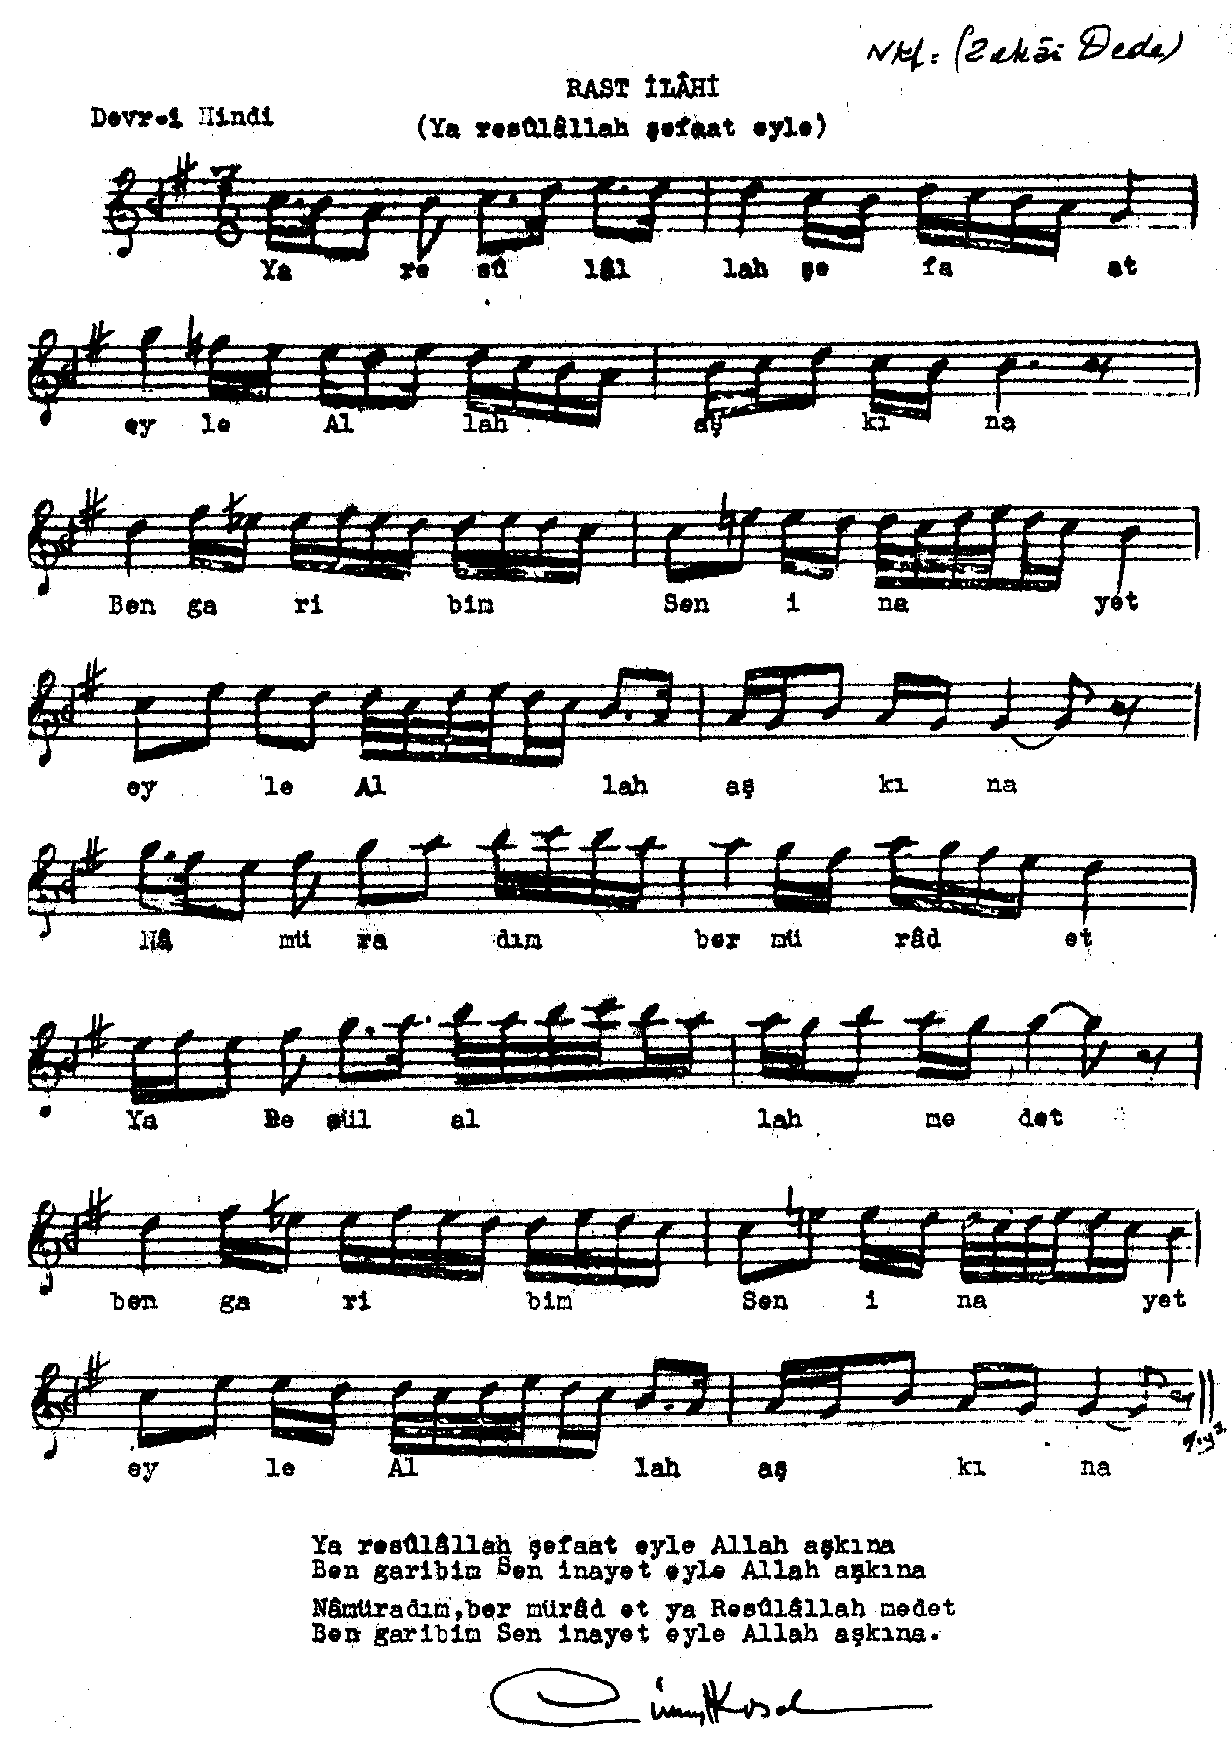 Nkf: (Zekâi Dede)
RAST İLÂHİ
Devr-i Hindi
(Ya resûlâllah şefaat eyle)
7
8
Ya re sû lâl lah şe fa at
ey le Al lah aş kı na
Ben ga ri bim Sen i na yet
ey le Al lah aş kı na
Nâ mü ra dım ber mü râd et
Ya Re sül al lah me det
ben ga ri bim Sen i na yet
ey le Al lah aş kı na
Ya resûlâllah şefaat eyle Allah aşkına
Ben garibim Sen inayet eyle Allah aşkına
Nâmüradım,ber mürâd et ya Resûlâllah medet
Ben garibim Sen inayet eyle Allah aşkına.